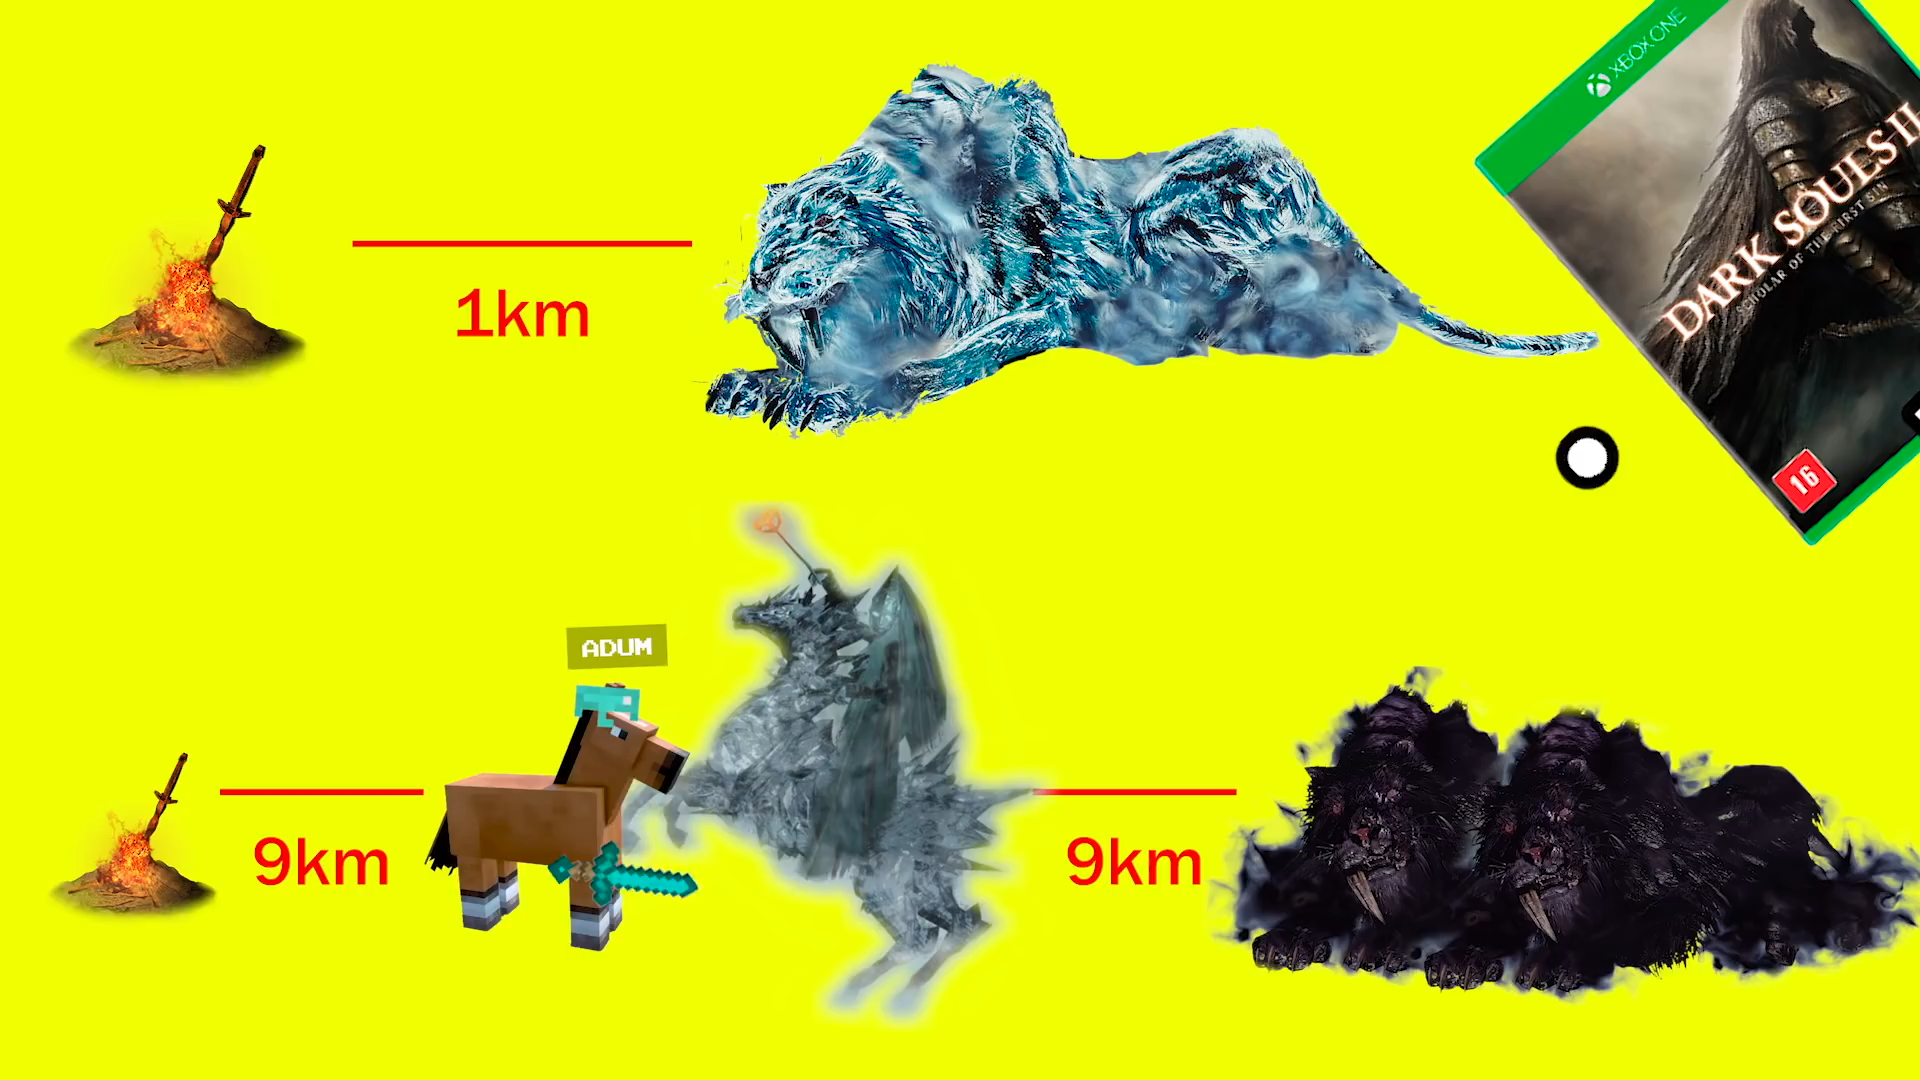 XBOX ONE
DARK SOULS II
SCHOLAR OF THE FIRST SIN
16
1km
ADUM
9km
9km